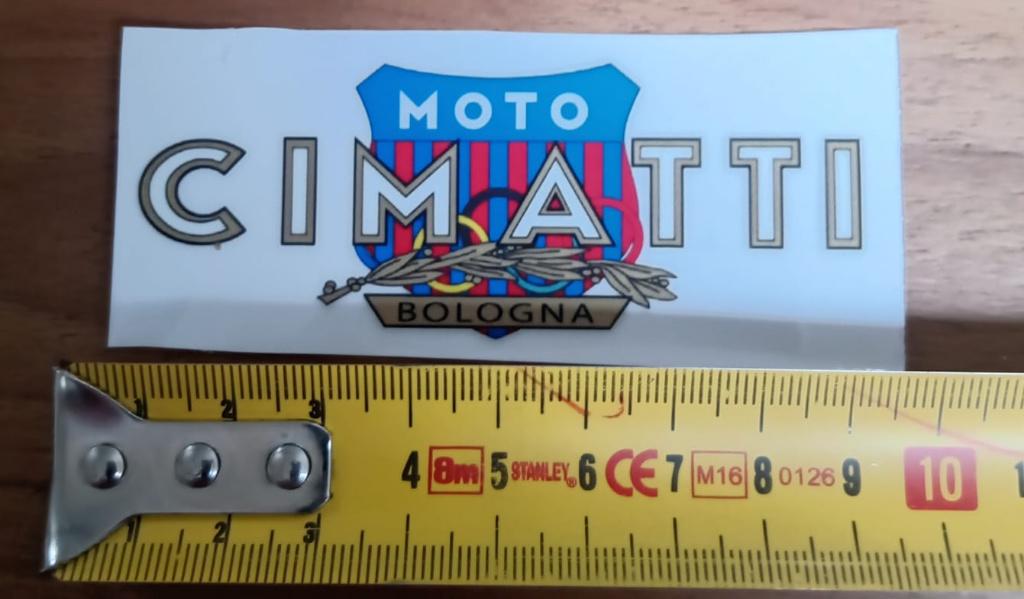 MOTO
CIMATTI
BOLOGNA
1 2 3
4 8m 5 STANLEY® 6 CE 7 M16 8 0126 9 10
1 2 3